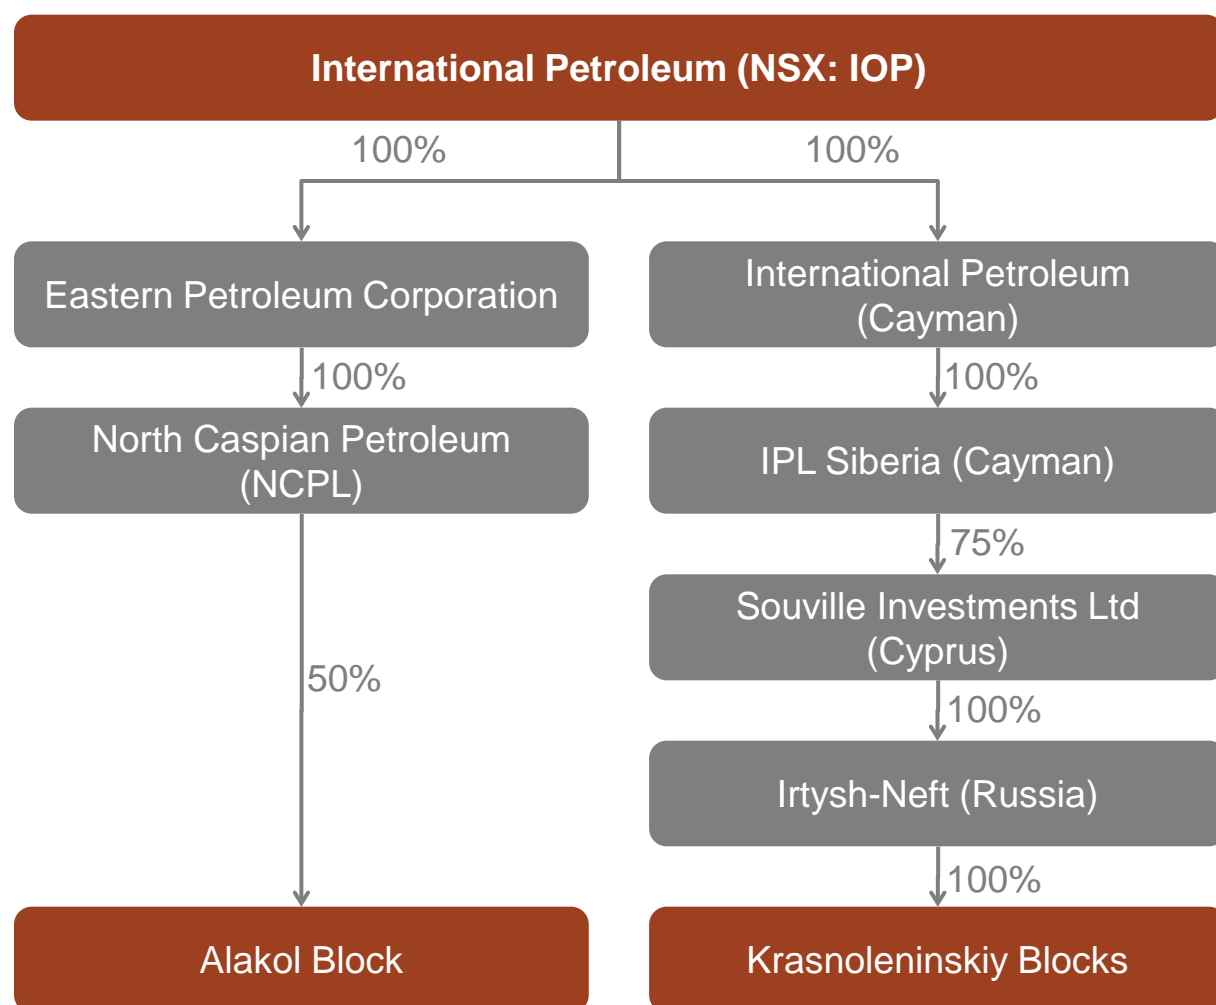 International Petroleum (NSX: IOP)
100%
100%
Eastern Petroleum Corporation
International Petroleum
(Cayman)
100%
100%
North Caspian Petroleum
(NCPL)
IPL Siberia (Cayman)
75%
Souville Investments Ltd
(Cyprus)
50%
100%
Irtysh-Neft (Russia)
100%
Alakol Block
Krasnoleninskiy Blocks